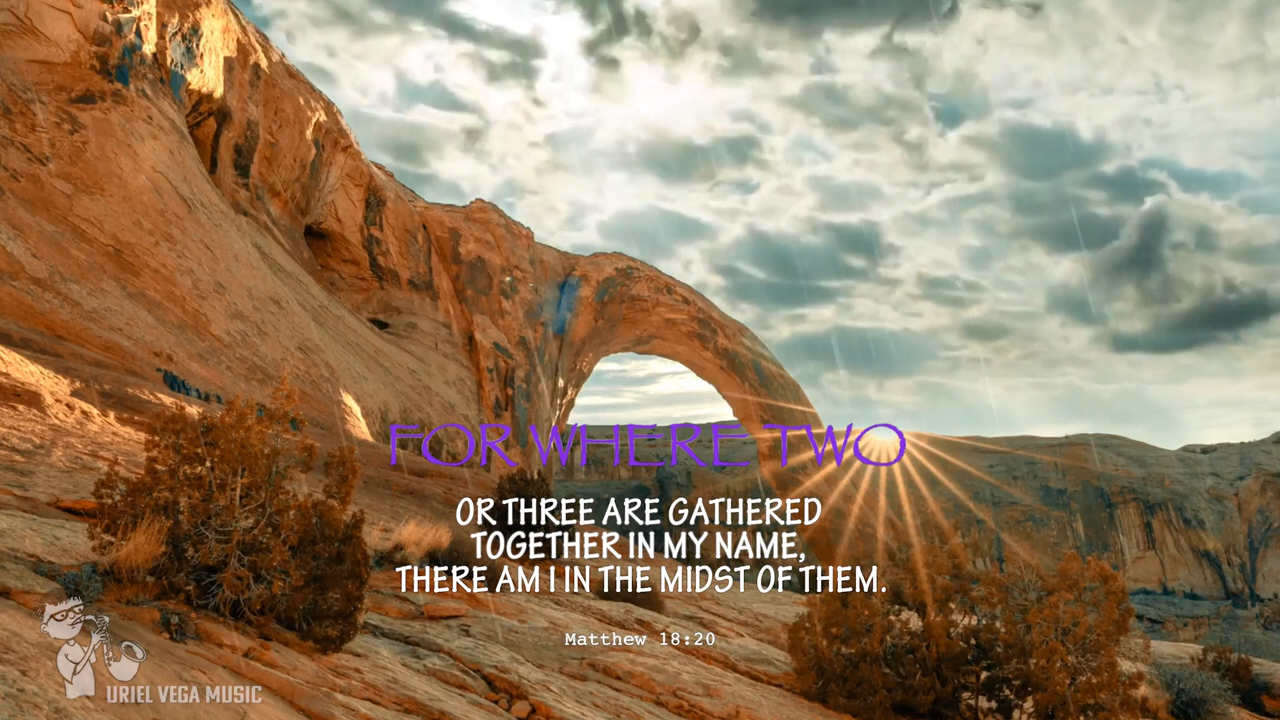 FOR WHERE TWO
OR THREE ARE GATHERED
TOGETHER IN MY NAME,
THERE AM I IN THE MIDST OF THEM.
Matthew 18:20
URIEL VEGA MUSIC